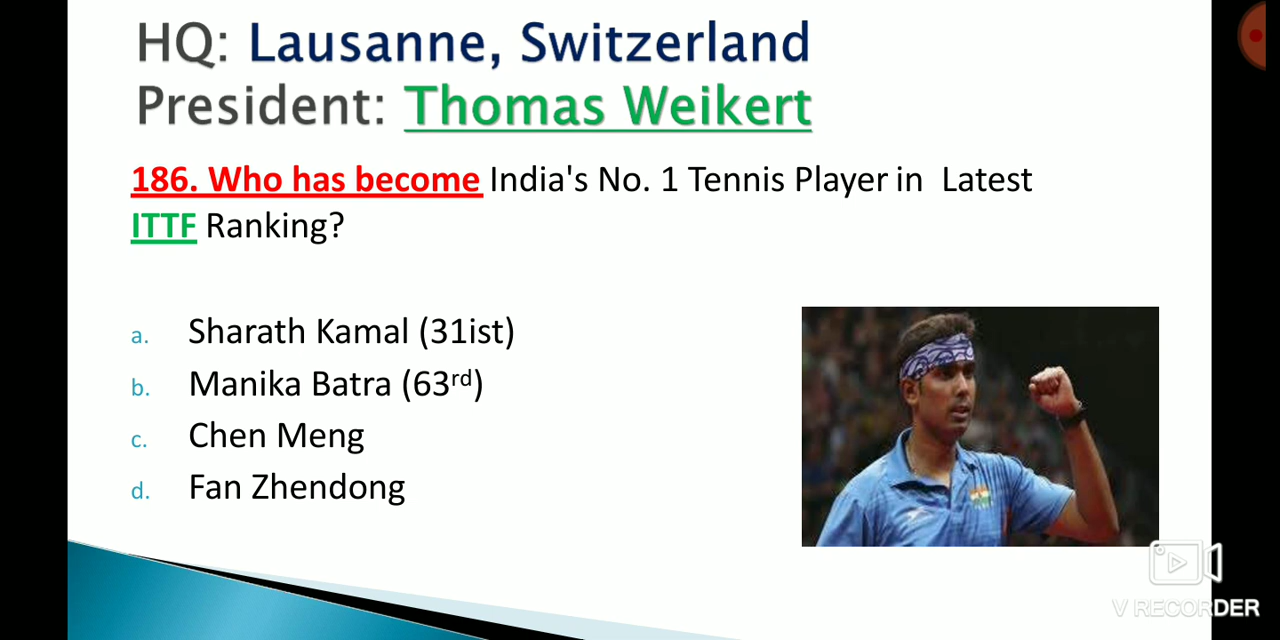 HQ: Lausanne, Switzerland
President: Thomas Weikert
186. Who has become India's No. 1 Tennis Player in Latest
ITTF Ranking?
a. Sharath Kamal (31ist)
b. Manika Batra (63rd)
c. Chen Meng
d. Fan Zhendong
V RECORDER